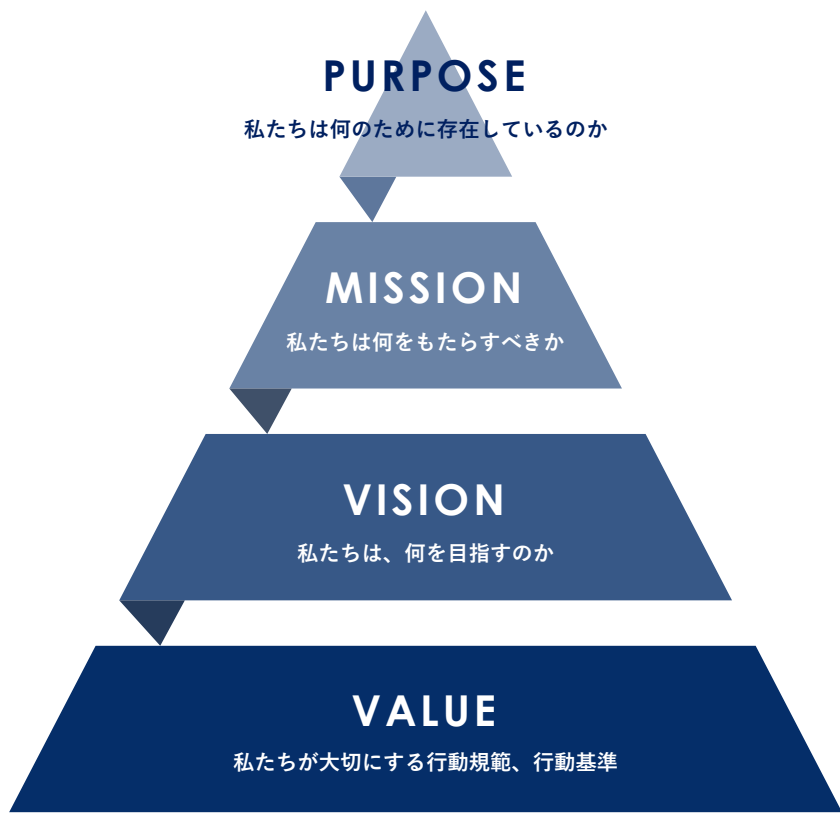 PURPOSE
私たちは何のために存在しているのか
MISSION
私たちは何をもたらすべきか
VISION
私たちは、何を目指すのか
VALUE
私たちが大切にする行動規範、行動基準